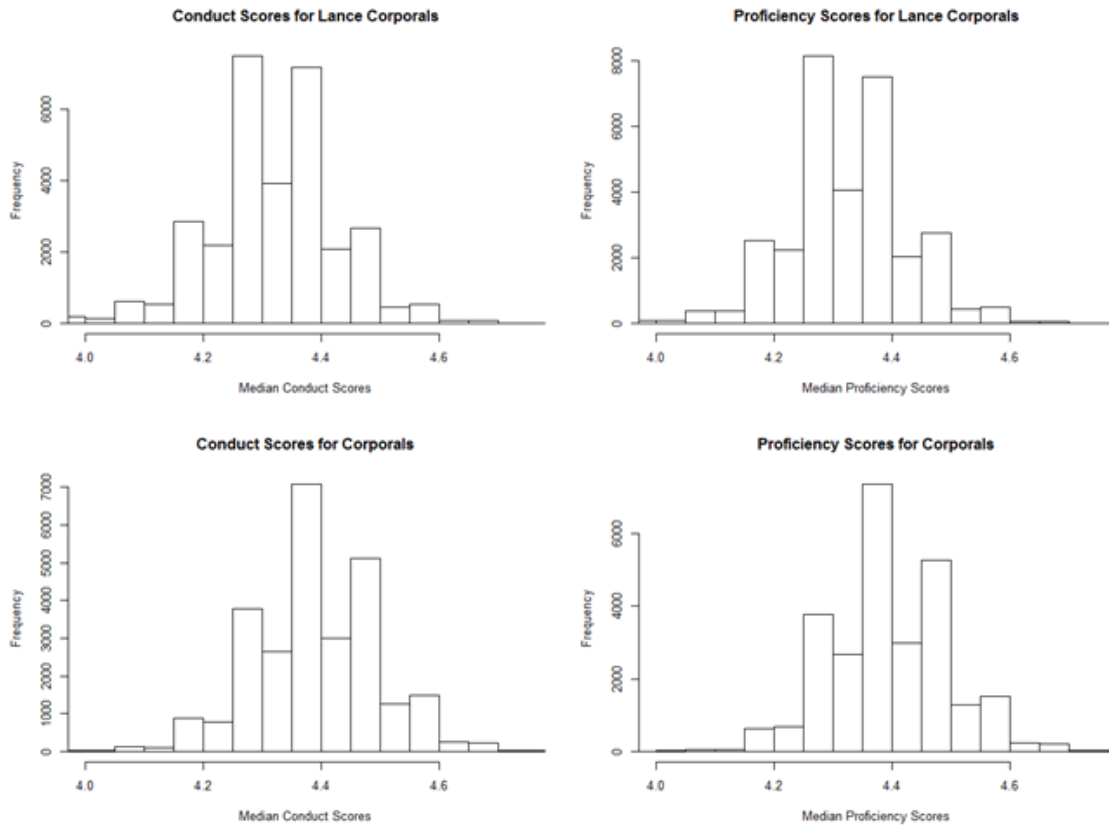 Conduct Scores for Lance Corporals
Frequency
0 2000 4000 6000
4.0 4.2 4.4 4.6
Median Conduct Scores
Proficiency Scores for Lance Corporals
Frequency
0 2000 4000 6000 8000
4.0 4.2 4.4 4.6
Median Proficiency Scores
Conduct Scores for Corporals
Frequency
0 1000 2000 3000 4000 5000 6000 7000
4.0 4.2 4.4 4.6
Median Conduct Scores
Proficiency Scores for Corporals
Frequency
0 2000 4000 6000
4.0 4.2 4.4 4.6
Median Proficiency Scores